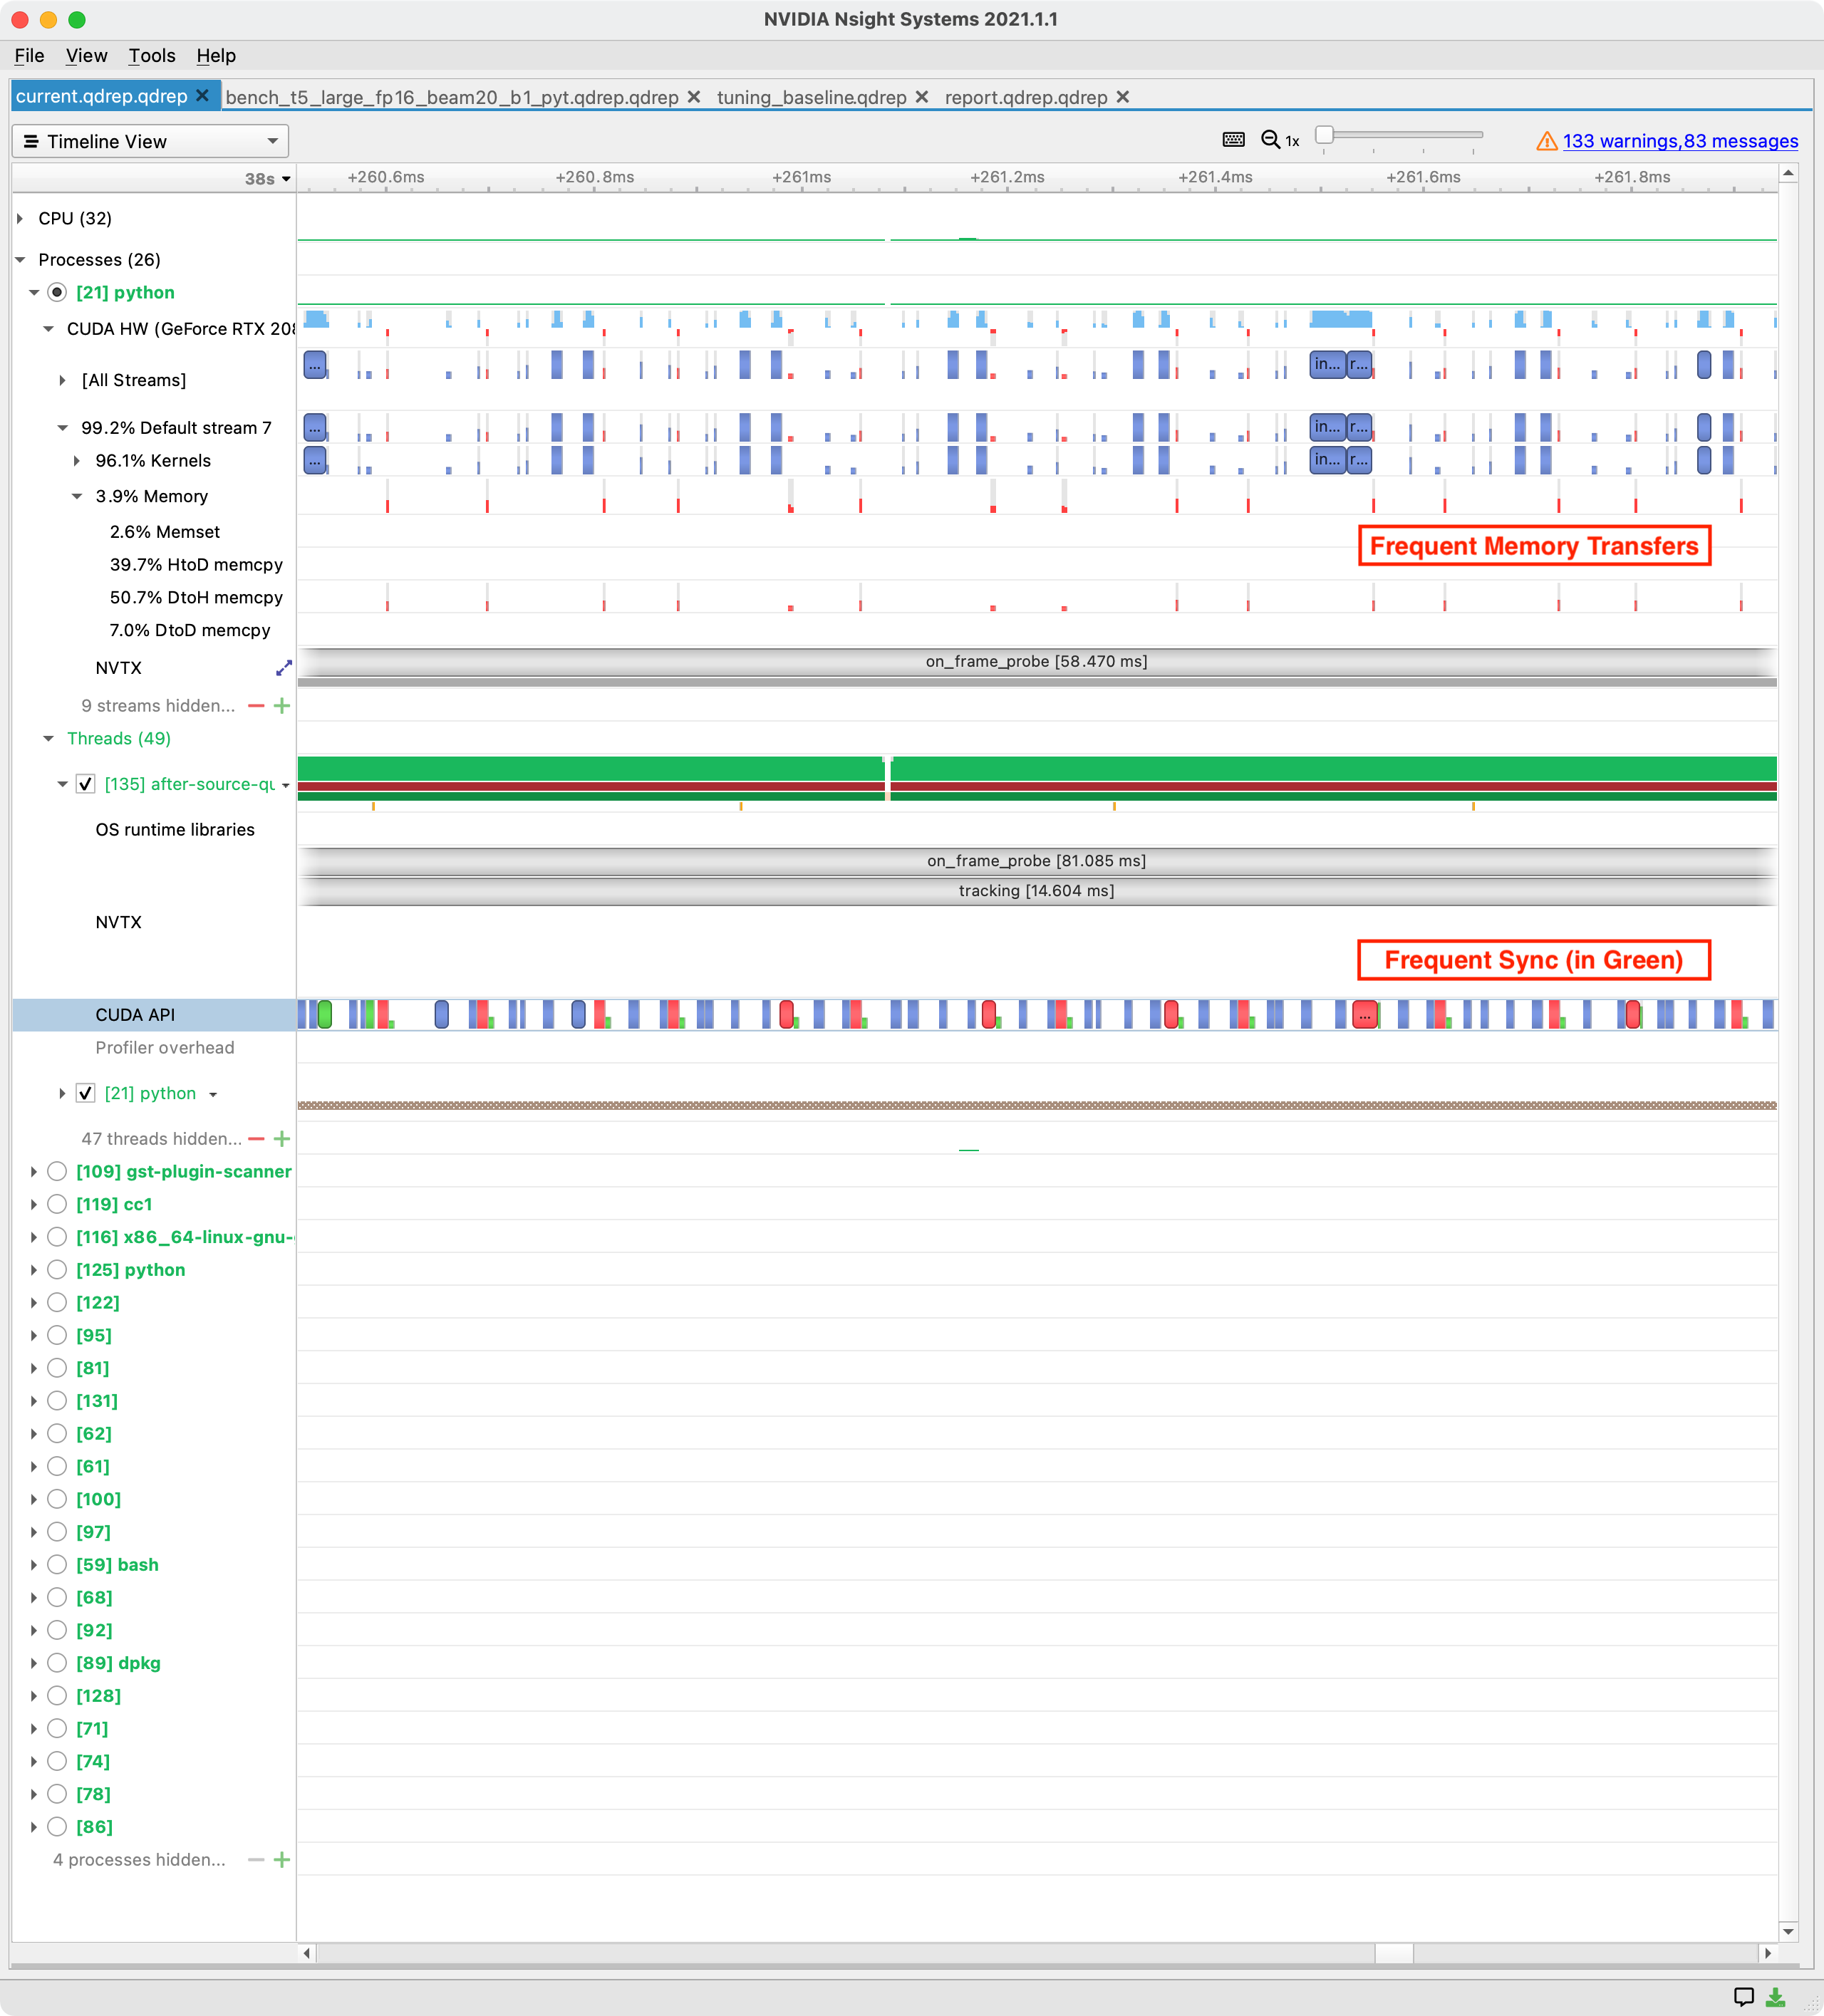 NVIDIA Nsight Systems 2021.1.1
File View Tools Help
current.qdrep.qdrep bench_t5_large_fp16_beam20_b1_pyt.qdrep.qdrep tuning_baseline.qdrep report.qdrep.qdrep
Timeline View 1x 133 warnings,83 messages
38s +260.6ms +260.8ms +261ms +261.2ms +261.4ms +261.6ms +261.8ms
CPU (32)
Processes (26)
[21] python
CUDA HW (GeForce RTX 208
[All Streams] ... in... r...
99.2% Default stream 7 ... in... r...
96.1% Kernels ... in... r...
3.9% Memory
2.6% Memset
Frequent Memory Transfers
39.7% HtoD memcpy
50.7% DtoH memcpy
7.0% DtoD memcpy
NVTX on_frame_probe [58.470 ms]
9 streams hidden...
Threads (49)
[135] after-source-qu
OS runtime libraries
on_frame_probe [81.085 ms]
tracking [14.604 ms]
NVTX
Frequent Sync (in Green)
CUDA API ...
Profiler overhead
[21] python
47 threads hidden...
[109] gst-plugin-scanner
[119] cc1
[116] x86_64-linux-gnu-
[125] python
[122]
[95]
[81]
[131]
[62]
[61]
[100]
[97]
[59] bash
[68]
[92]
[89] dpkg
[128]
[71]
[74]
[78]
[86]
4 processes hidden...